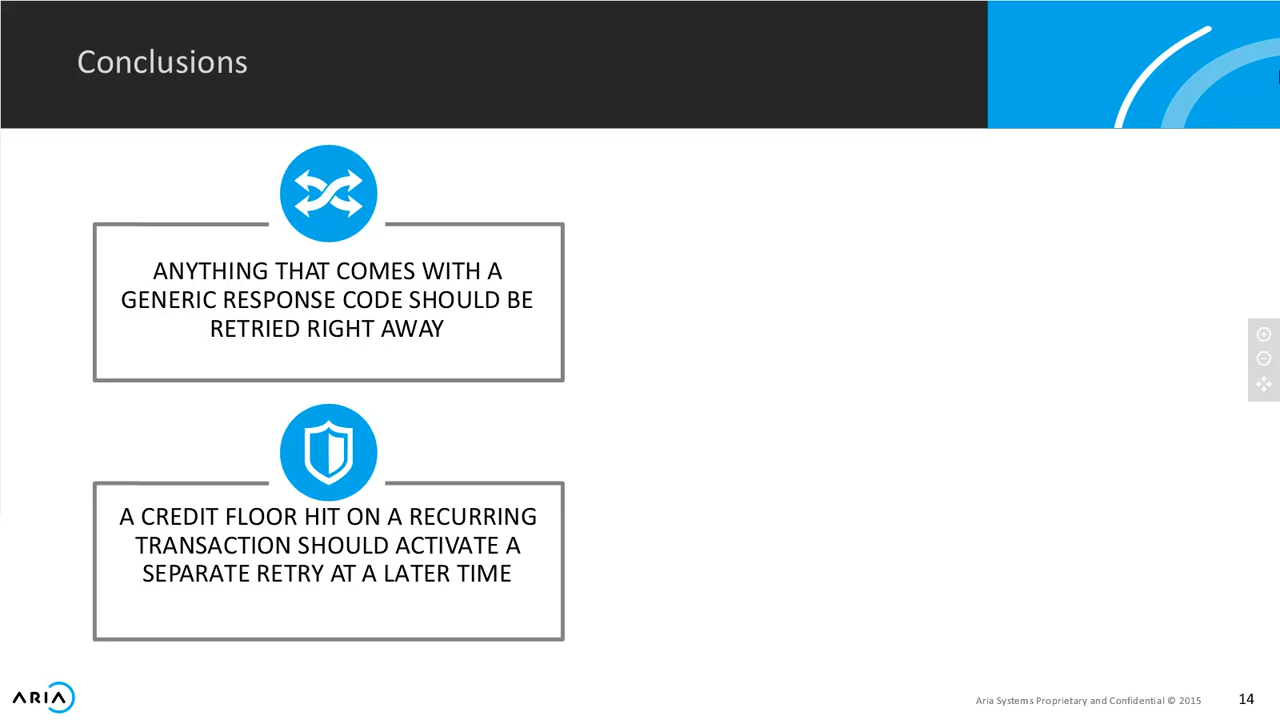 Conclusions
ANYTHING THAT COMES WITH A
GENERIC RESPONSE CODE SHOULD BE
RETRIED RIGHT AWAY
A CREDIT FLOOR HIT ON A RECURRING
TRANSACTION SHOULD ACTIVATE A
SEPARATE RETRY AT A LATER TIME
ARIA
Aria Systems Proprietary and Confidential © 2015
14